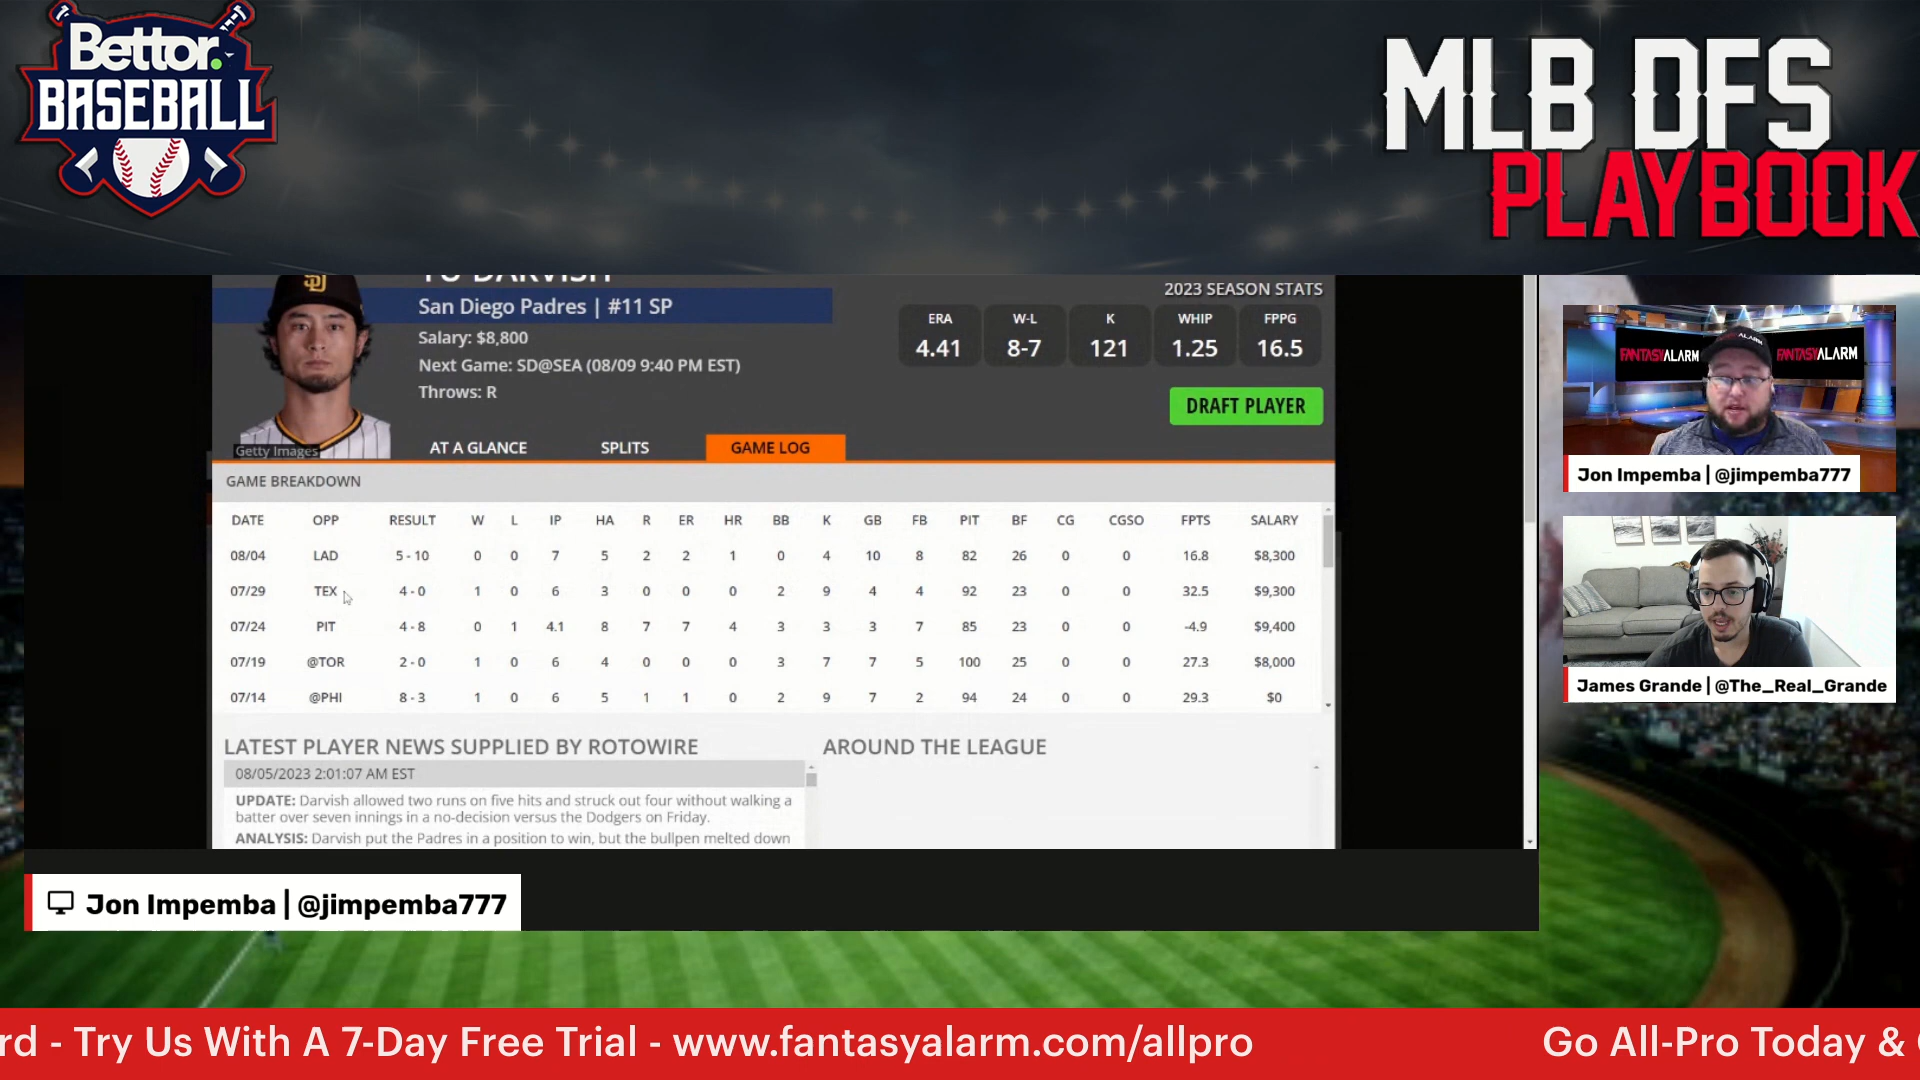 Bettor.
BASEBALL
MLB DFS
PLAYBOOK
YU DARVISH
San Diego Padres | #11 SP
Salary: $8,800
Next Game: SD@SEA (08/09 9:40 PM EST)
Throws: R
2023 SEASON STATS
ERA W-L K WHIP FPPG
4.41 8-7 121 1.25 16.5
DRAFT PLAYER
Getty Images
AT A GLANCE SPLITS GAME LOG
GAME BREAKDOWN
DATE OPP RESULT W L IP HA R ER HR BB K GB FB PIT BF CG CGSO FPTS SALARY
08/04 LAD 5 - 10 0 0 7 5 2 2 1 0 4 10 8 82 26 0 0 16.8 $8,300
07/29 TEX 4 - 0 1 0 6 3 0 0 0 2 9 4 4 92 23 0 0 32.5 $9,300
07/24 PIT 4 - 8 0 1 4.1 8 7 7 4 3 3 3 7 85 23 0 0 -4.9 $9,400
07/19 @TOR 2 - 0 1 0 6 4 0 0 0 3 7 7 5 100 25 0 0 27.3 $8,000
07/14 @PHI 8 - 3 1 0 6 5 1 1 0 2 9 7 2 94 24 0 0 29.3 $0
LATEST PLAYER NEWS SUPPLIED BY ROTOWIRE
08/05/2023 2:01:07 AM EST
UPDATE: Darvish allowed two runs on five hits and struck out four without walking a
batter over seven innings in a no-decision versus the Dodgers on Friday.
ANALYSIS: Darvish put the Padres in a position to win, but the bullpen melted down
AROUND THE LEAGUE
FANTASYALARM FANTASYALARM
ALARM
Jon Impemba | @jimpemba777
James Grande | @The_Real_Grande
Jon Impemba | @jimpemba777
rd - Try Us With A 7-Day Free Trial - www.fantasyalarm.com/allpro Go All-Pro Today &